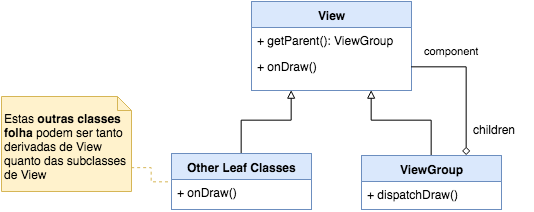 View
+ getParent(): ViewGroup
+ onDraw()
component
children
Estas outras classes
folha podem ser tanto
derivadas de View
quanto das subclasses
de View
Other Leaf Classes
+ onDraw()
ViewGroup
+ dispatchDraw()